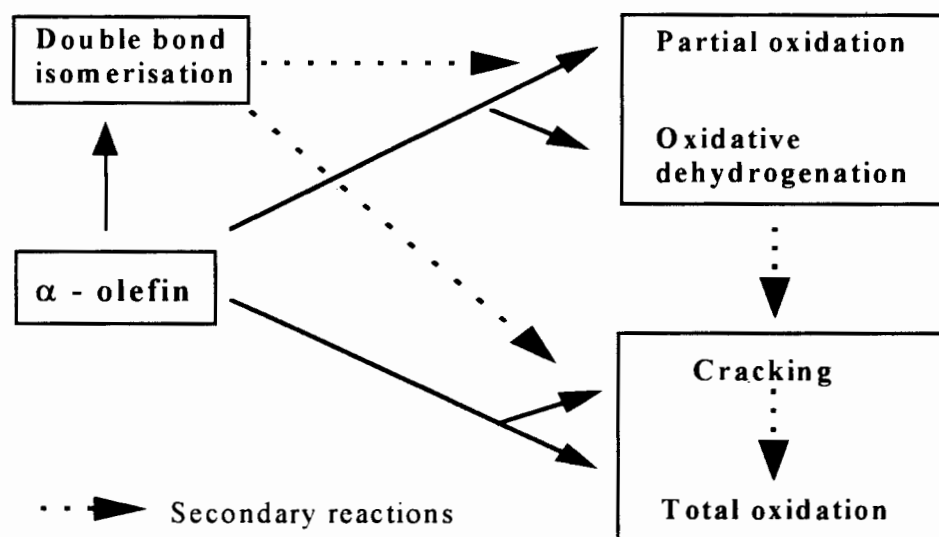 Double bond
isomerisation
Partial oxidation
Oxidative
dehydrogenation
α - olefin
Cracking
Total oxidation
Secondary reactions